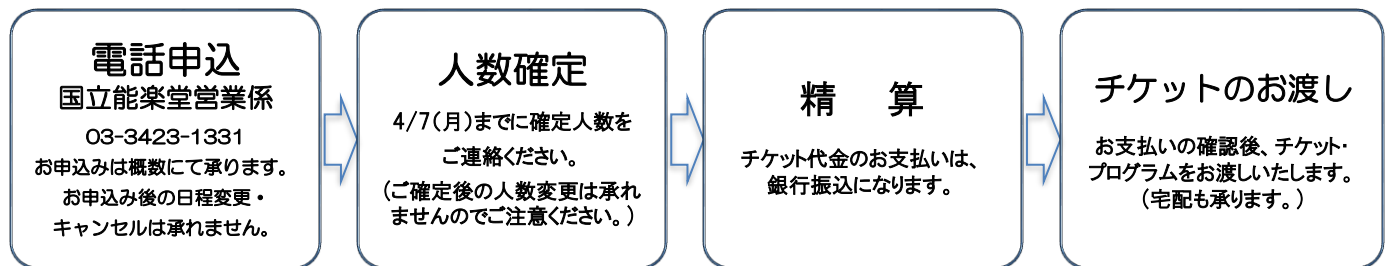 電話申込
国立能楽堂営業係
03-3423-1331
お申込みは概数にて承ります。
お申込み後の日程変更・
キャンセルは承れません。
人数確定
4/7(月)までに確定人数を
ご連絡ください。
(ご確定後の人数変更は承れ
ませんのでご注意ください。)
精 算
チケット代金のお支払いは、
銀行振込になります。
チケットのお渡し
お支払いの確認後、チケット・
プログラムをお渡しいたします。
(宅配も承ります。)